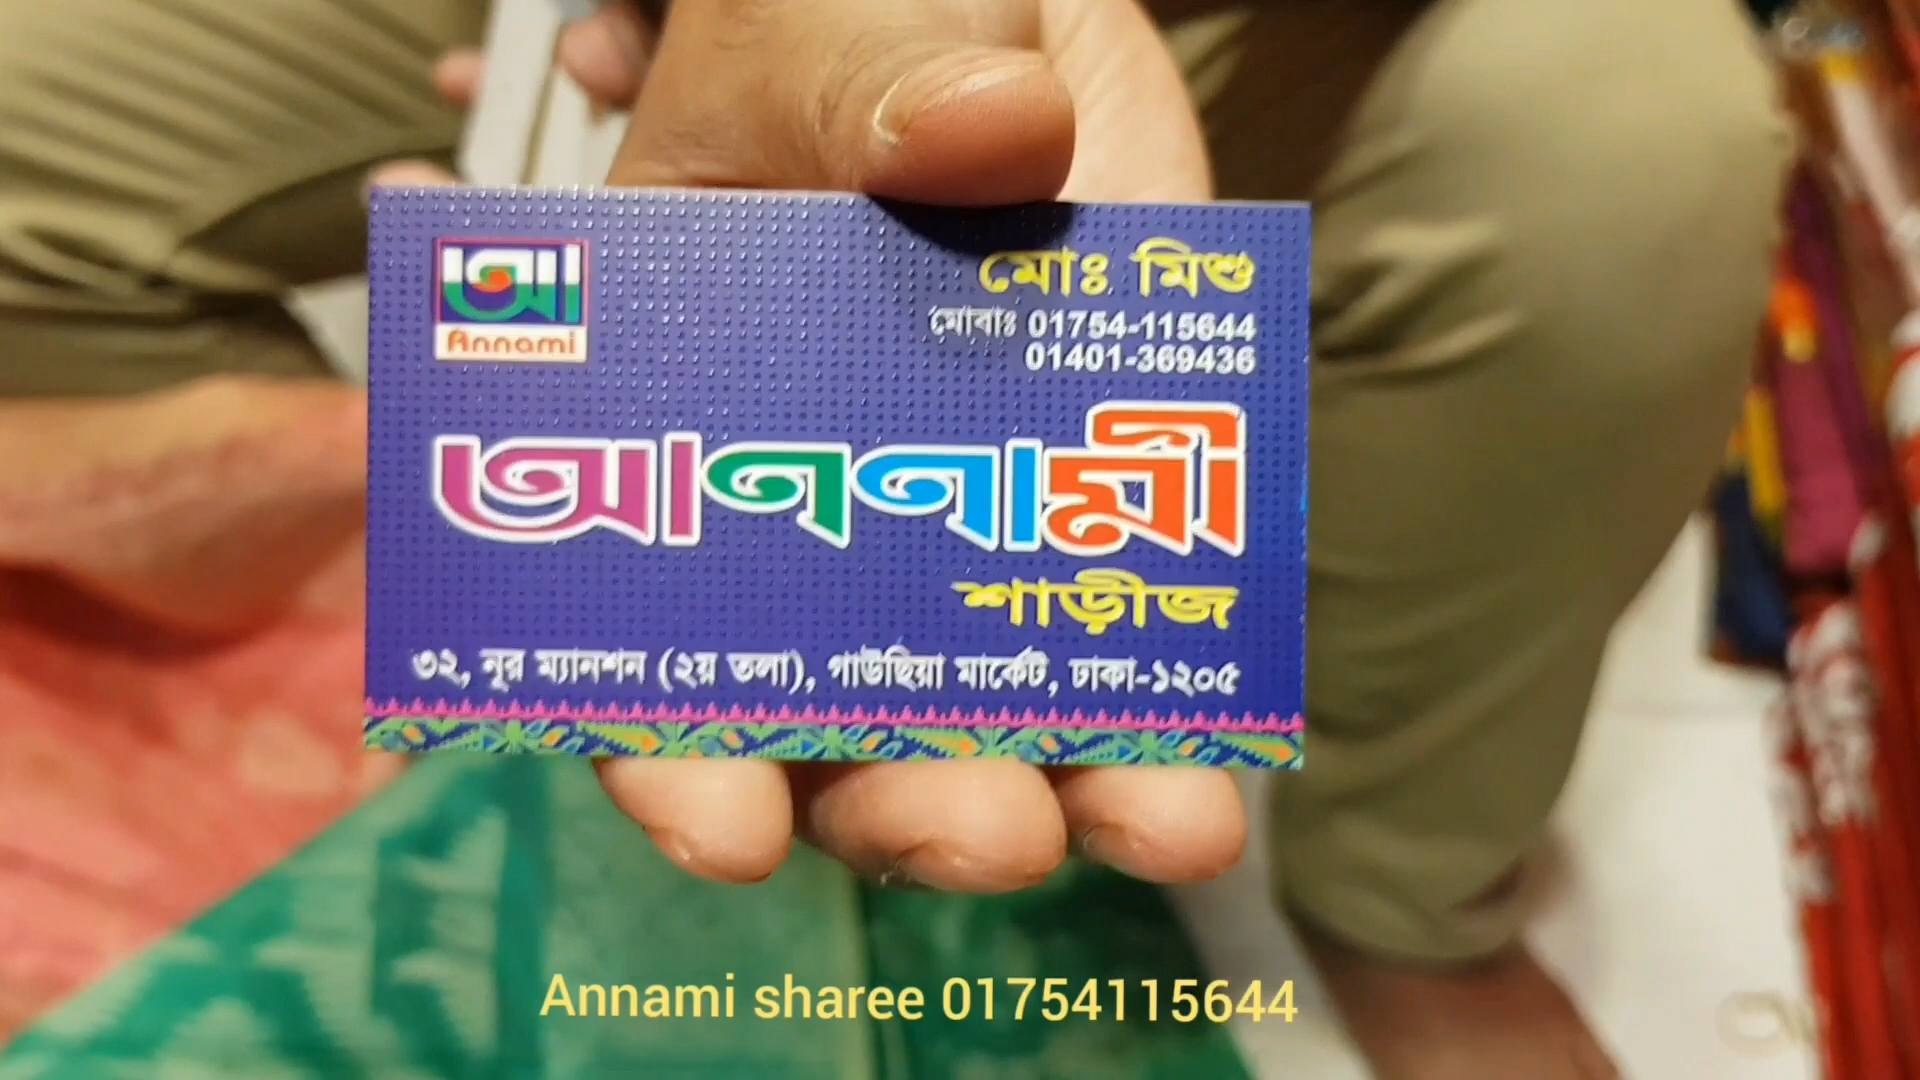 আ
Annami
মোঃ মিশু
মোবাঃ 01754-115644
01401-369436
আননামী
শাড়ীজ
৩২, নূর ম্যানশন (২য় তলা), গাউছিয়া মার্কেট, ঢাকা-১২০৫
Annami sharee 01754115644